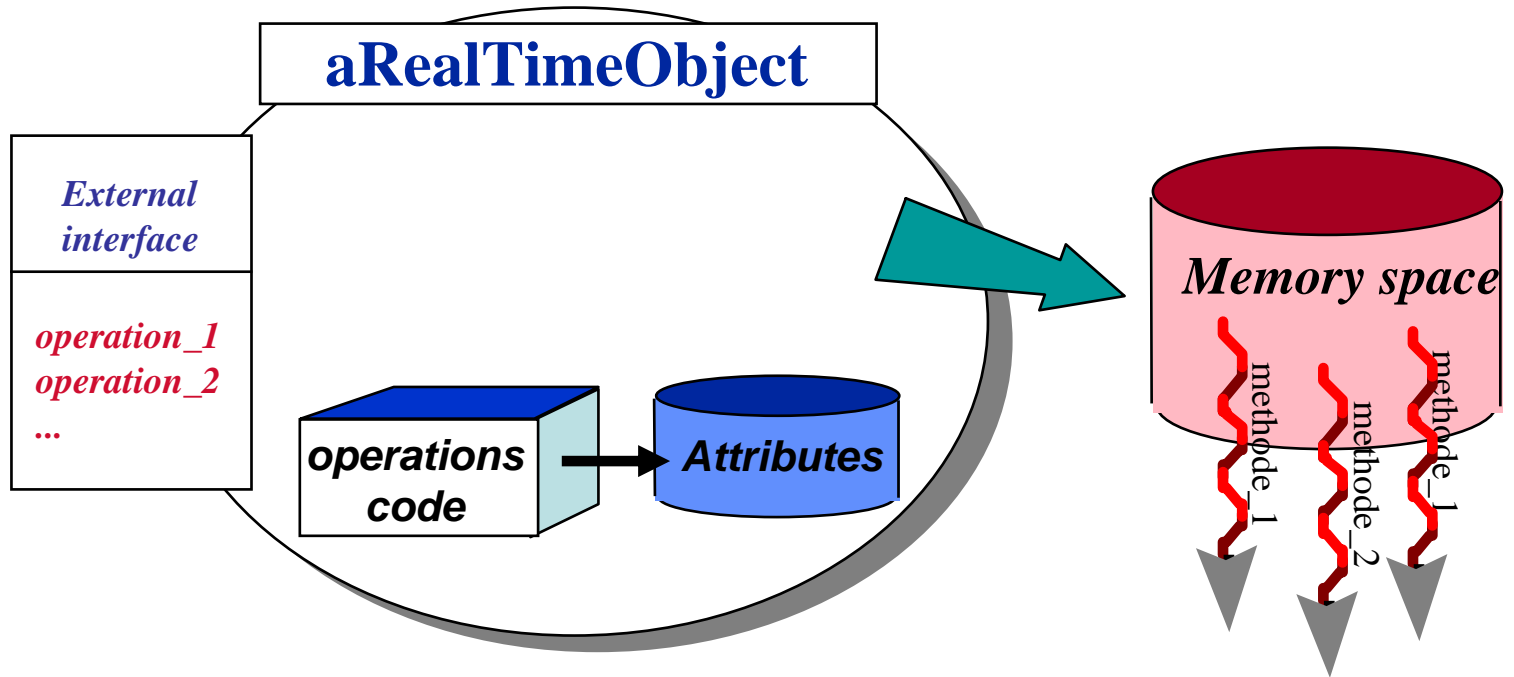 aRealTimeObject
External
interface
operation_1
operation_2
...
operations
code
Attributes
Memory space
methode_1
methode_2
methode_1